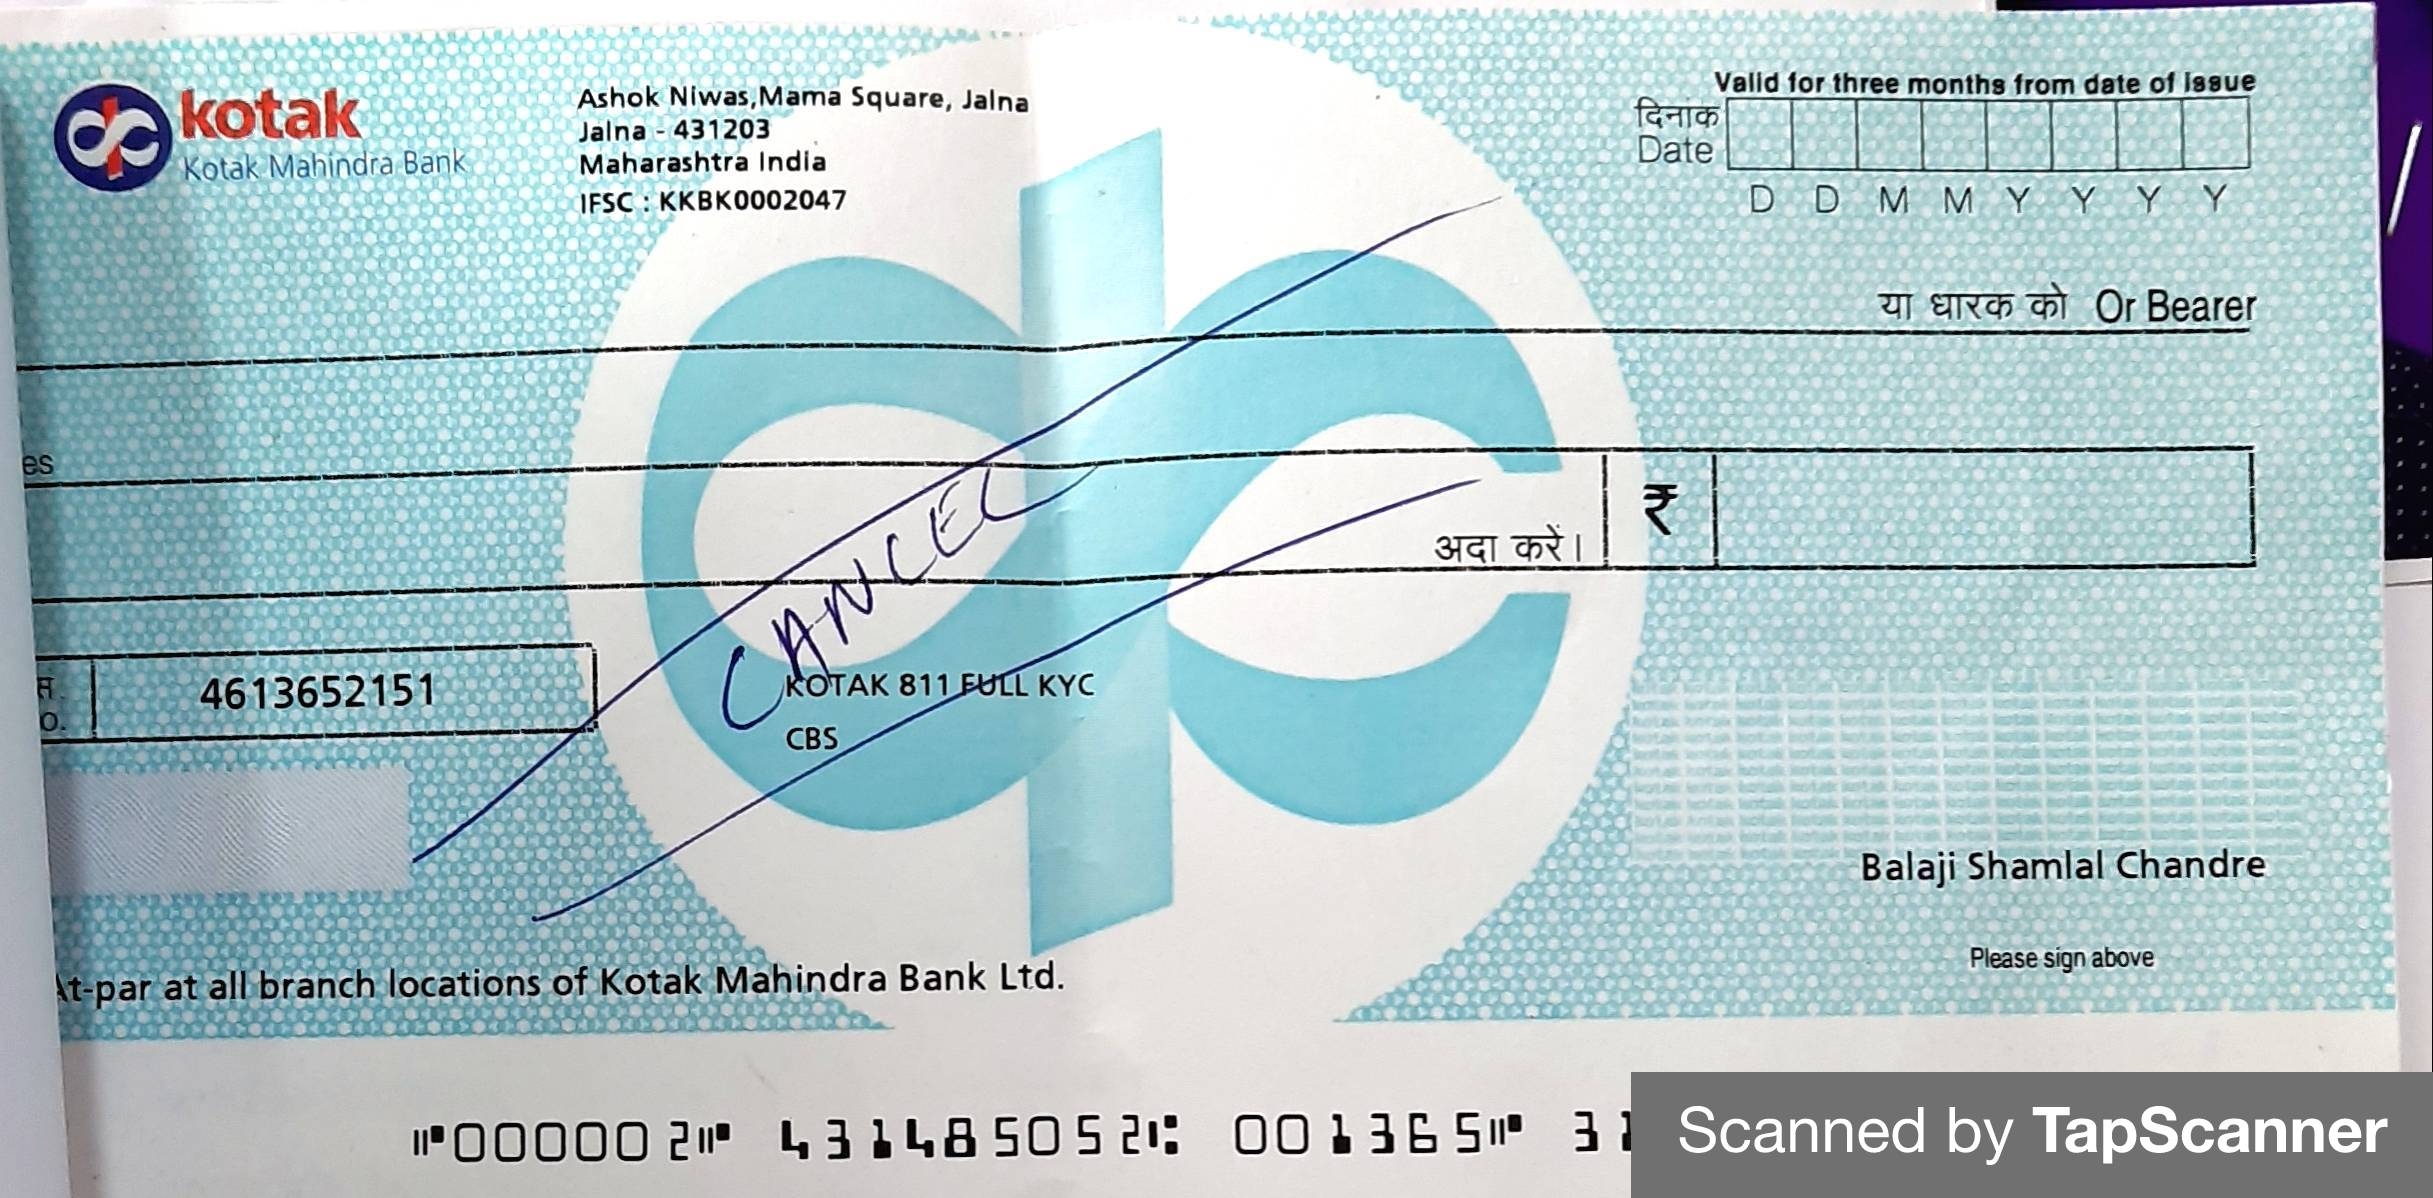 kotak
Kotak Mahindra Bank
Ashok Niwas,Mama Square, Jalna
Jalna - 431203
Maharashtra India
IFSC : KKBK0002047
Valid for three months from date of Issue
दिनांक
Date
D D M M Y Y Y Y
या धारक को Or Bearer
es
अदा करें। ₹
CANCEL
4613652151
KOTAK 811 FULL KYC
CBS
Balaji Shamlal Chandre
Please sign above
At-par at all branch locations of Kotak Mahindra Bank Ltd.
⑈000002⑈ 431485052⑆ 001365⑈ 31
Scanned by TapScanner